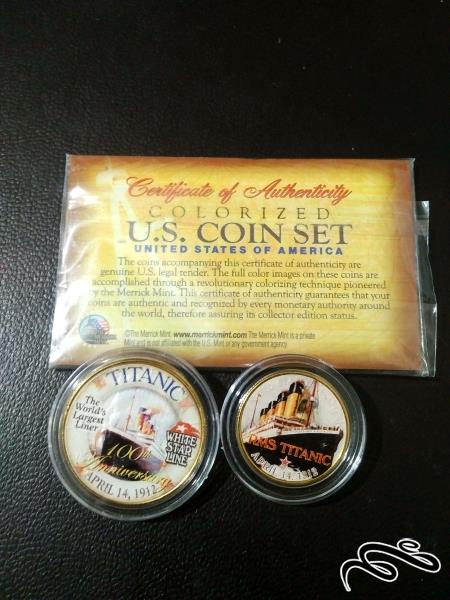 Certificate of Authenticity
COLORIZED
U.S. COIN SET
UNITED STATES OF AMERICA
The coins accompanying this certificate of authenticity are
genuine U.S. legal tender. The full color images on these coins are
accomplished through a revolutionary colorizing technique pioneered
by the Merrick Mint. This certificate of authenticity guarantees that your
coins are authentic and recognized by every monetary authority around
the world, therefore assuring its collector edition status.
©The Merrick Mint. www.merrickmint.com The Merrick Mint is a private
Mint and is not affiliated with the U.S. Mint or any government agency
TITANIC
The
World's
Largest
Liner
100th
Anniversary
WHITE
STAR
LINE
APRIL 14, 1912
RMS TITANIC
APRIL 14, 1912